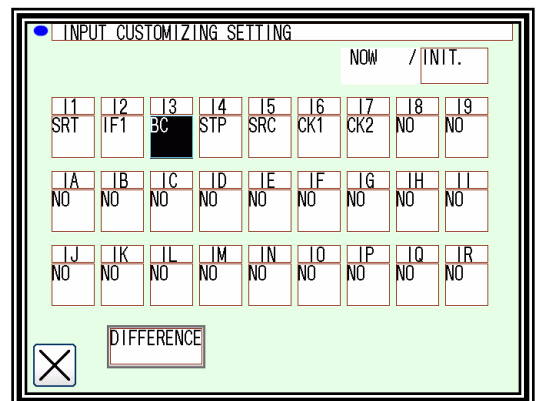 INPUT CUSTOMIZING SETTING
NOW / INIT.
I1 I2 I3 I4 I5 I6 I7 I8 I9
SRT IF1 BC STP SRC CK1 CK2 NO NO
IA IB IC ID IE IF IG IH II
NO NO NO NO NO NO NO NO NO
IJ IK IL IM IN IO IP IQ IR
NO NO NO NO NO NO NO NO NO
DIFFERENCE